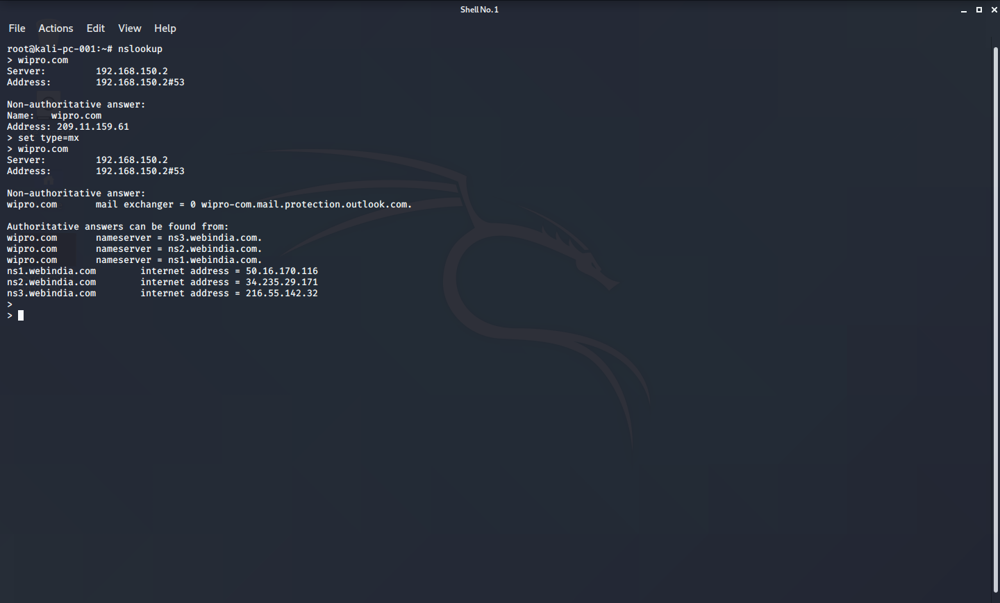 Shell No. 1
File Actions Edit View Help
root@kali-pc-001:~# nslookup
> wipro.com
Server:         192.168.150.2
Address:        192.168.150.2#53
Non-authoritative answer:
Name:   wipro.com
Address: 209.11.159.61
> set type=mx
> wipro.com
Server:         192.168.150.2
Address:        192.168.150.2#53
Non-authoritative answer:
wipro.com       mail exchanger = 0 wipro-com.mail.protection.outlook.com.
Authoritative answers can be found from:
wipro.com       nameserver = ns3.webindia.com.
wipro.com       nameserver = ns2.webindia.com.
wipro.com       nameserver = ns1.webindia.com.
ns1.webindia.com        internet address = 50.16.170.116
ns2.webindia.com        internet address = 34.235.29.171
ns3.webindia.com        internet address = 216.55.142.32
>
>